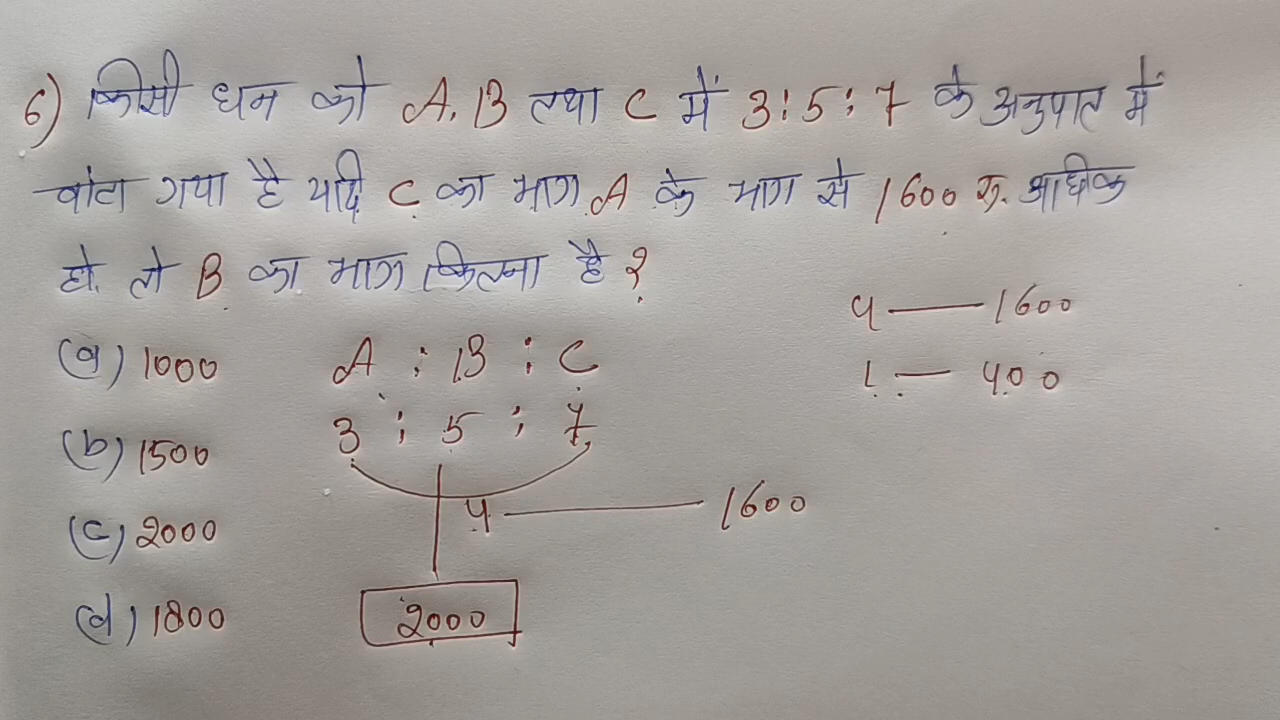 6) किसी धन को A, B तथा C में 3:5:7 के अनुपात में
बांटा गया है यदि C का भाग A के भाग से 1600 रु. अधिक
हो. तो B का भाग कितना है ?
(a) 1000
A : B : C
4 — 1600
1 — 400
(b) 1500
3 : 5 : 7
(c) 2000
4 — 1600
(d) 1800
2000